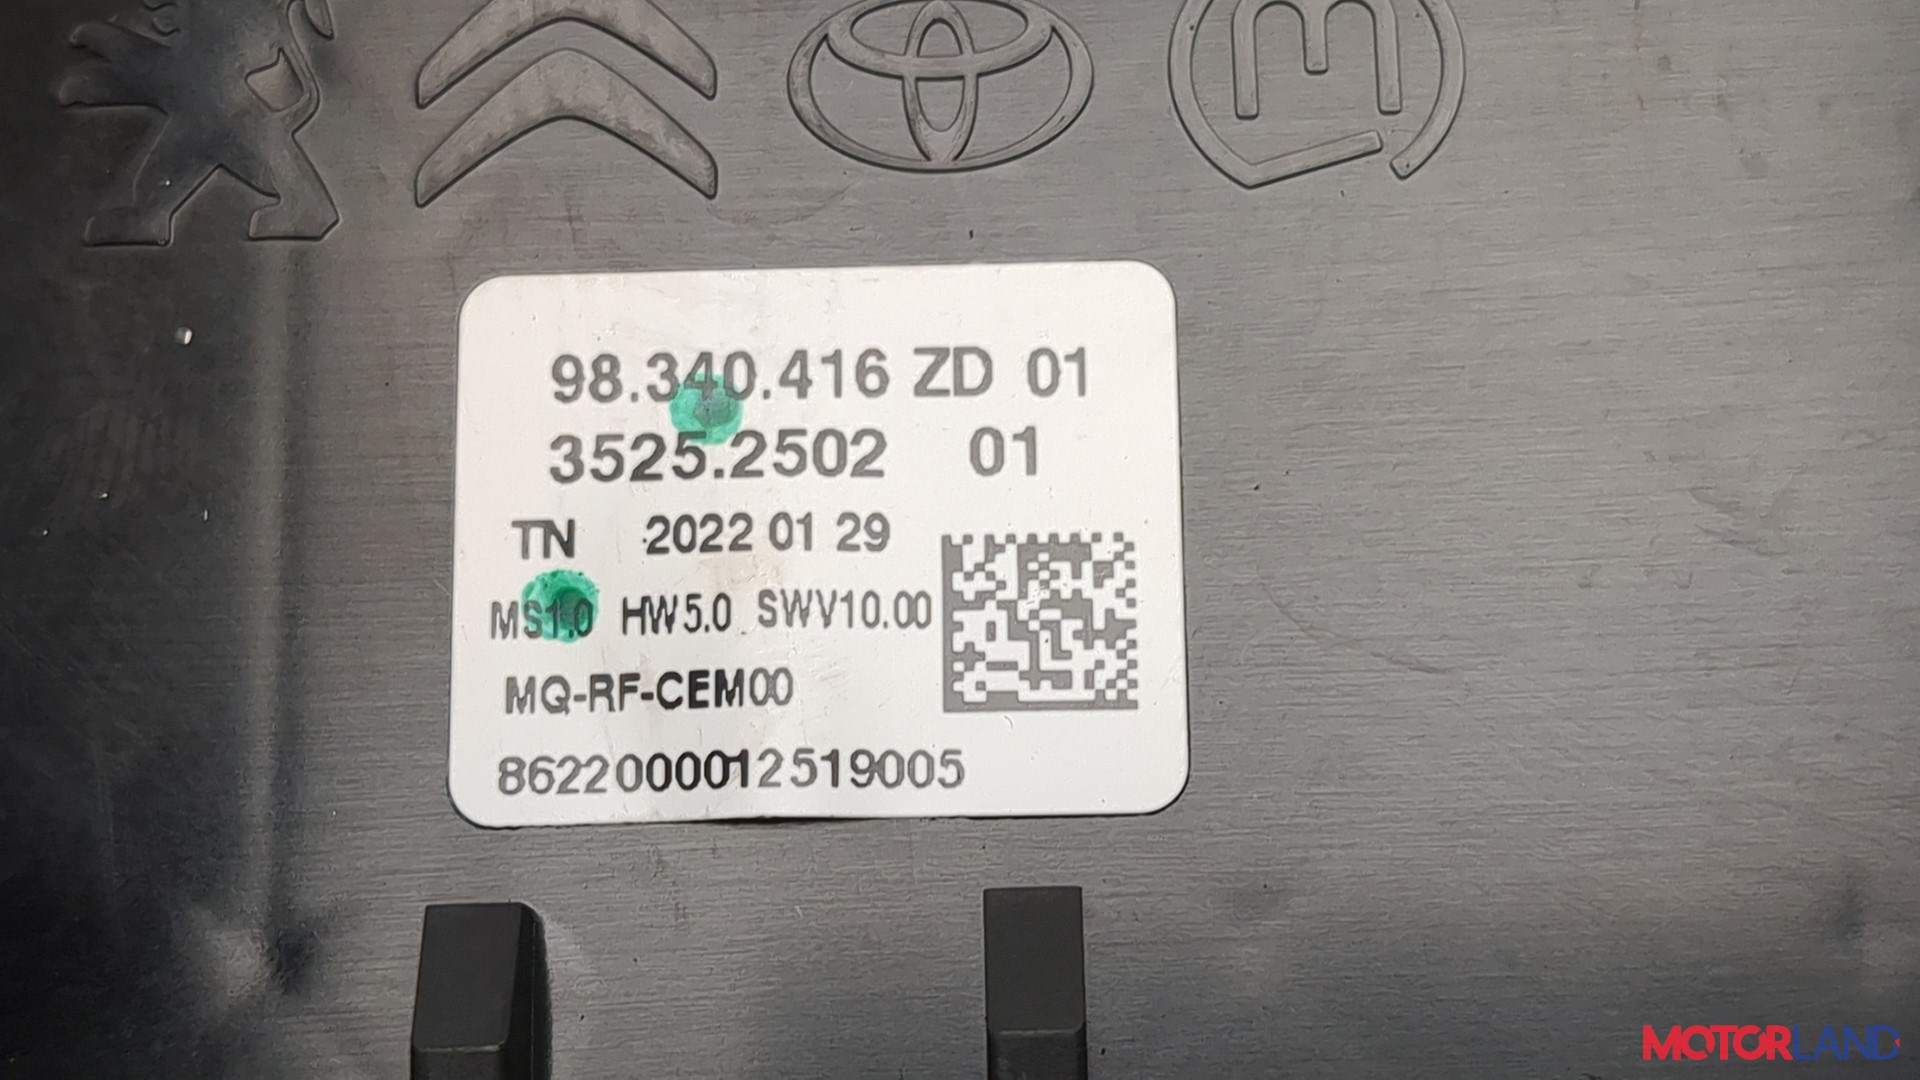 98.340.416 ZD 01
3525.2502 01
TN 2022 01 29
MS1.0 HW5.0 SWV10.00
MQ-RF-CEM00
8622000012519005
MOTORLAND